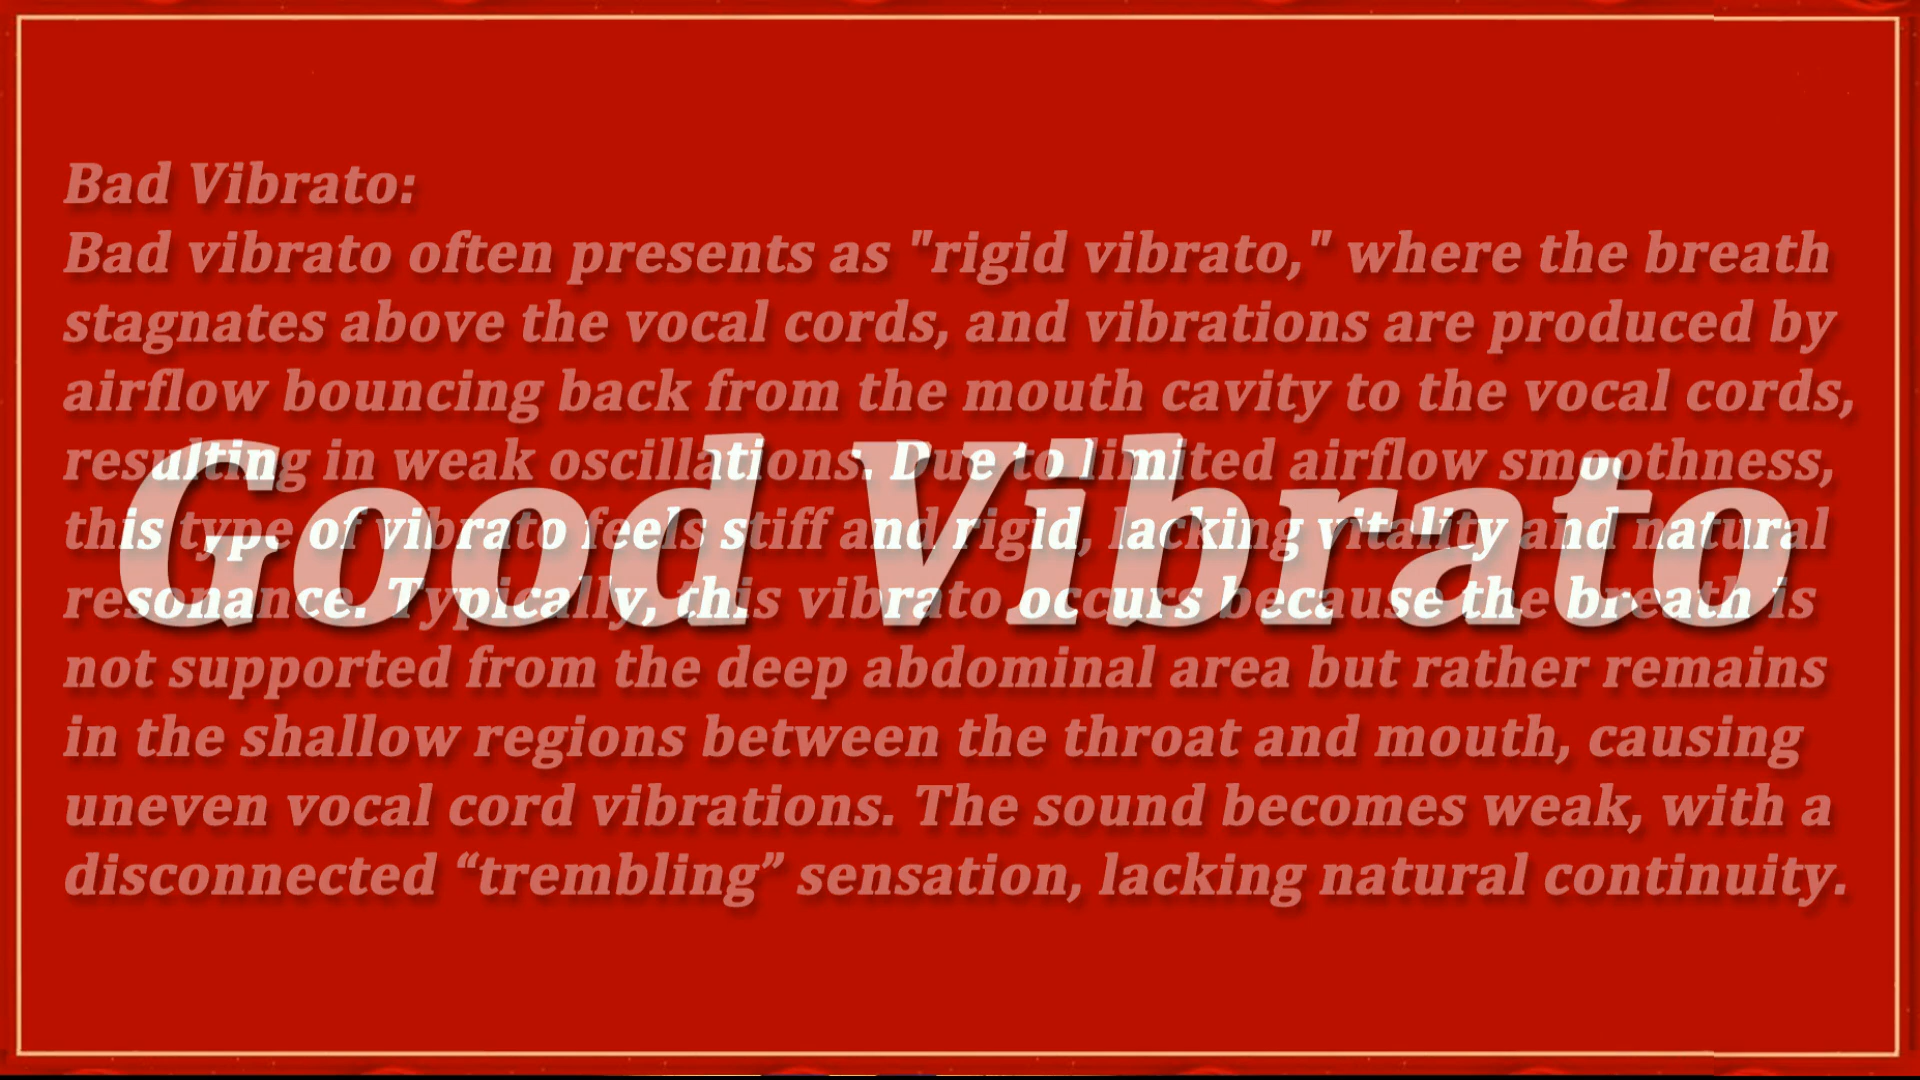 Bad Vibrato:
Bad vibrato often presents as "rigid vibrato," where the breath
stagnates above the vocal cords, and vibrations are produced by
airflow bouncing back from the mouth cavity to the vocal cords,
resulting in weak oscillations. Due to limited airflow smoothness,
this type of vibrato feels stiff and rigid, lacking vitality and natural
resonance. Typically, this vibrato occurs because the breath is
not supported from the deep abdominal area but rather remains
in the shallow regions between the throat and mouth, causing
uneven vocal cord vibrations. The sound becomes weak, with a
disconnected “trembling” sensation, lacking natural continuity.
Good Vibrato